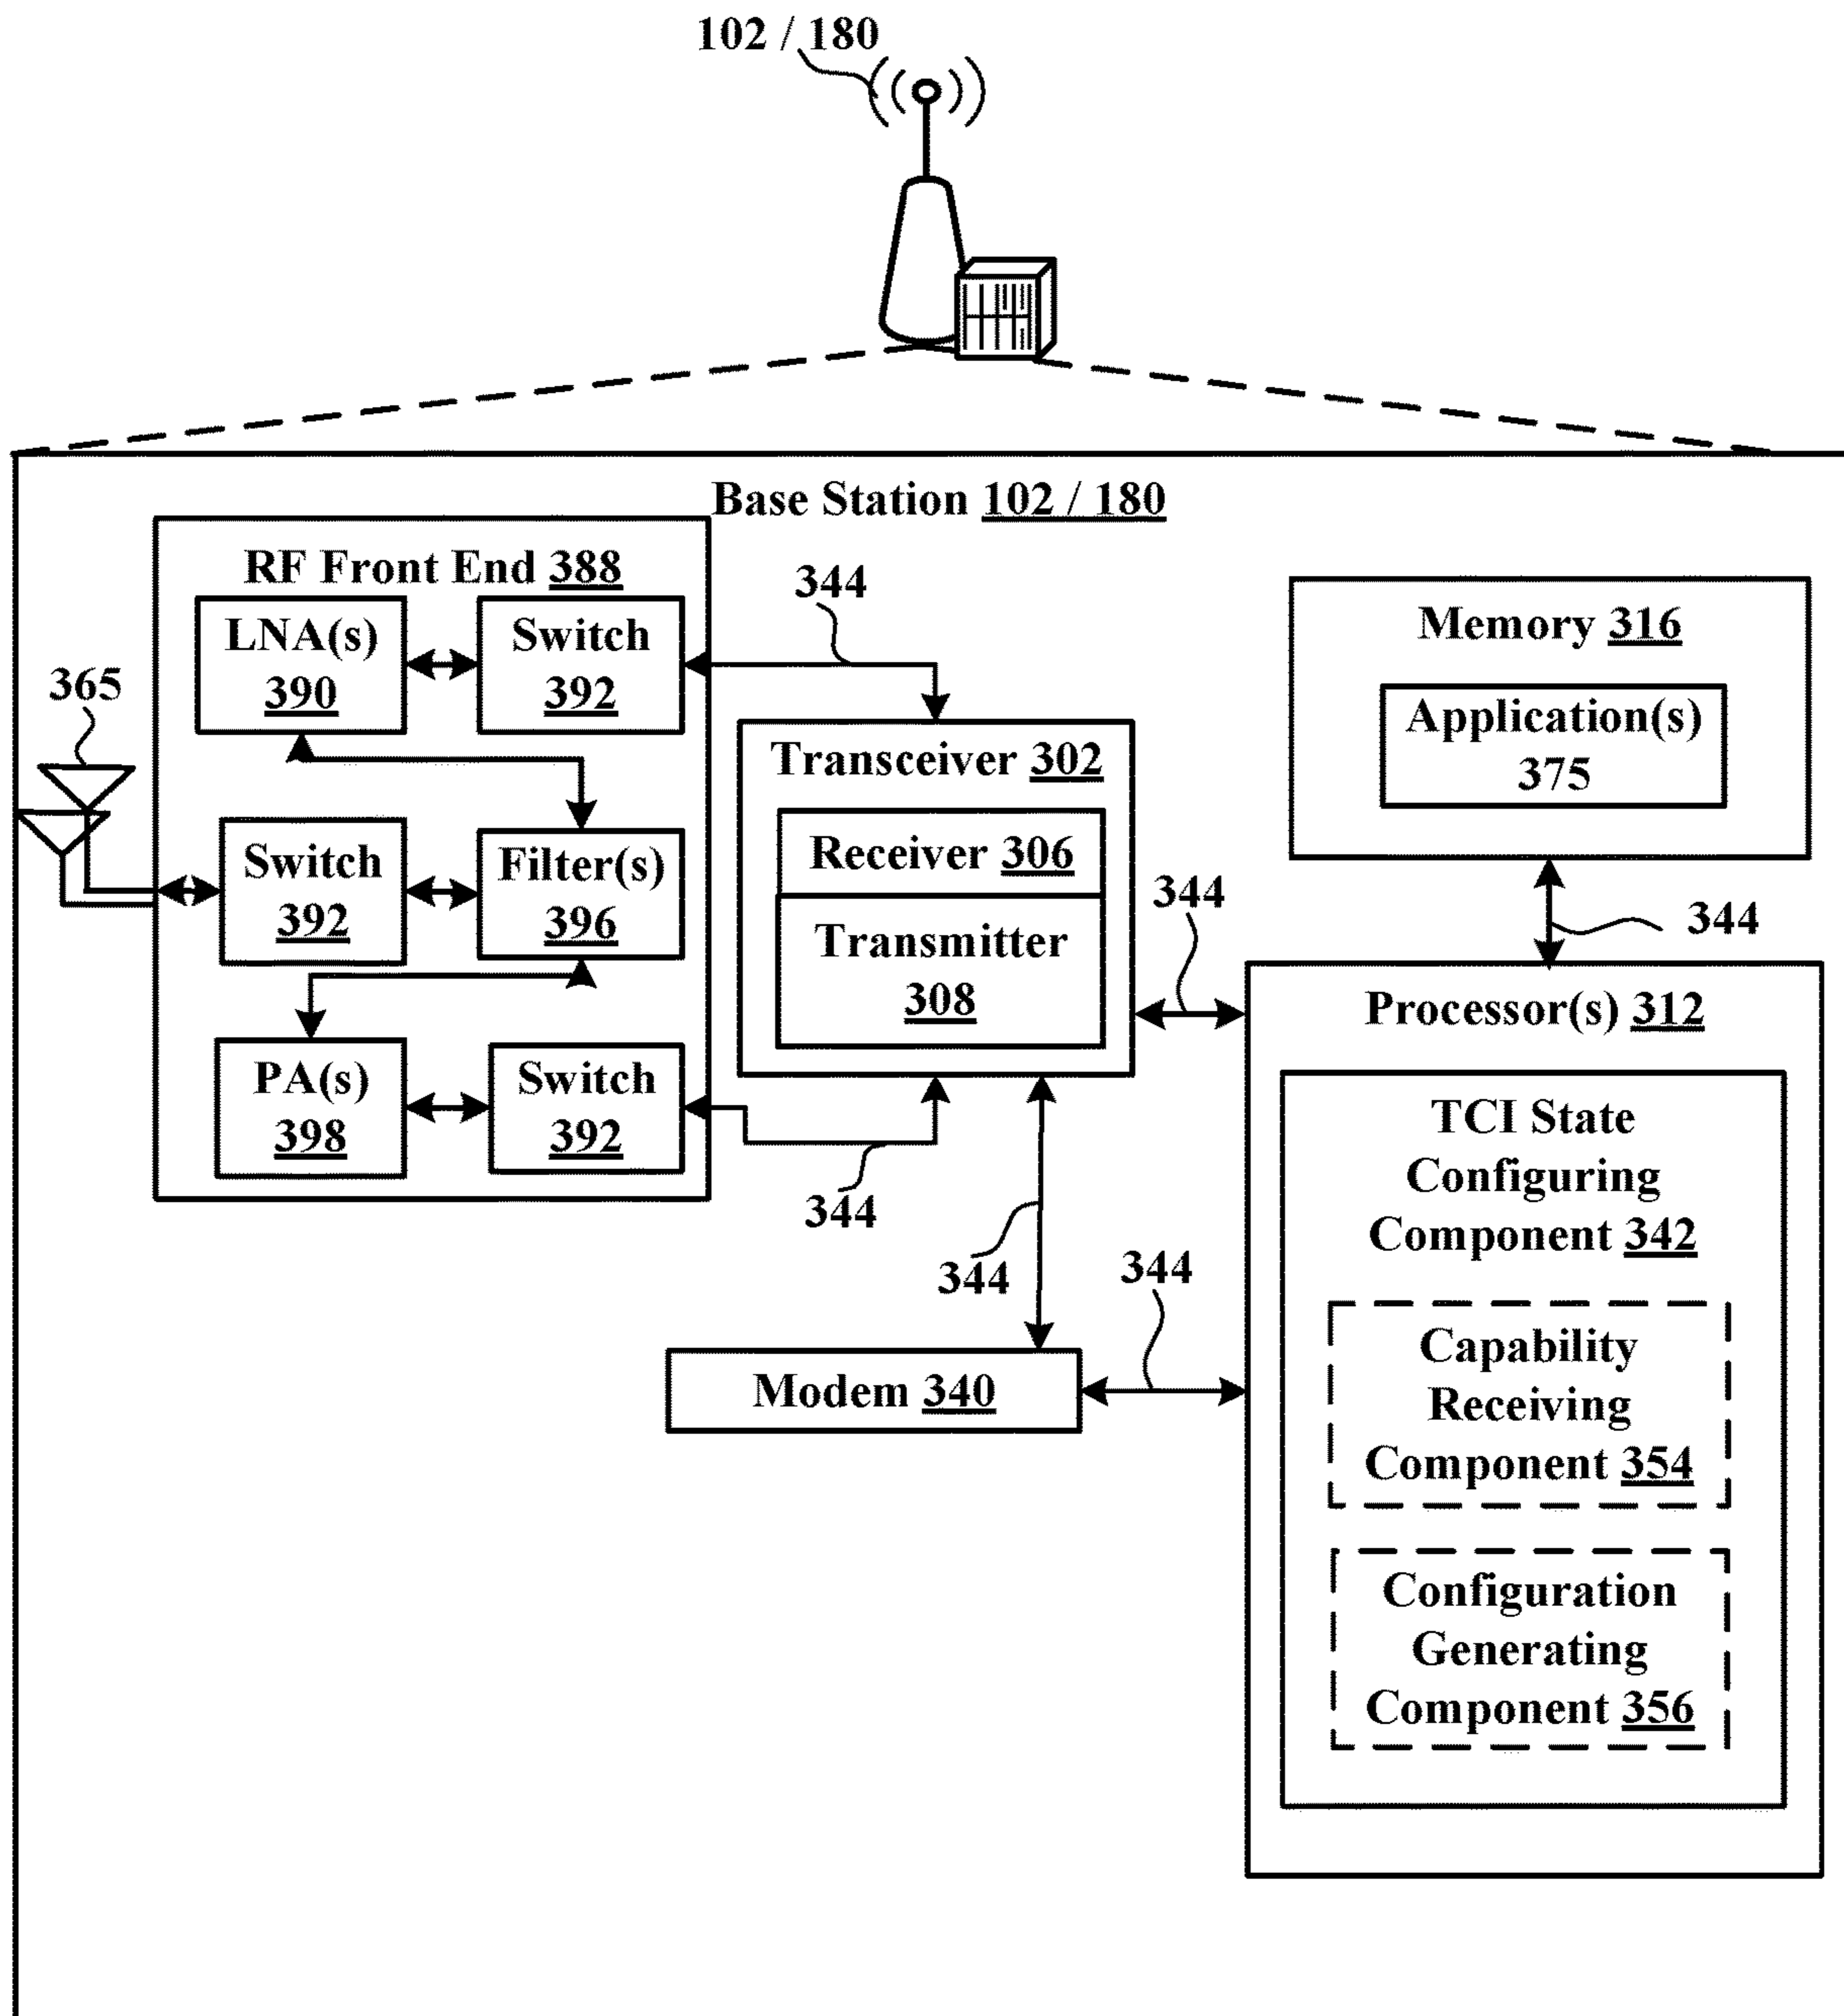 102 / 180
Base Station 102 / 180
RF Front End 388
LNA(s)
390
Switch
392
344
365
Switch
392
Filter(s)
396
PA(s)
398
Switch
392
344
Transceiver 302
Receiver 306
Transmitter
308
344
344
Modem 340
344
Memory 316
Application(s)
375
344
Processor(s) 312
TCI State
Configuring
Component 342
Capability
Receiving
Component 354
Configuration
Generating
Component 356